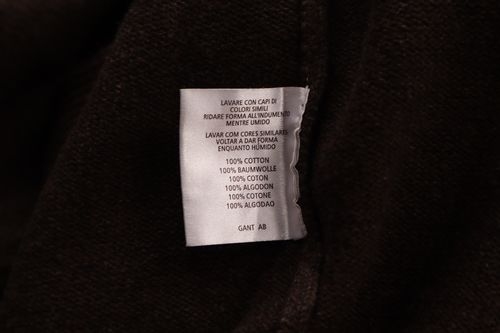 LAVARE CON CAPI DI
COLORI SIMILI
RIDARE FORMA ALL'INDUMENTO
MENTRE UMIDO
LAVAR COM CORES SIMILARES
VOLTAR A DAR FORMA
ENQUANTO HÚMIDO
100% COTTON
100% BAUMWOLLE
100% COTON
100% ALGODON
100% COTONE
100% ALGODAO
GANT AB